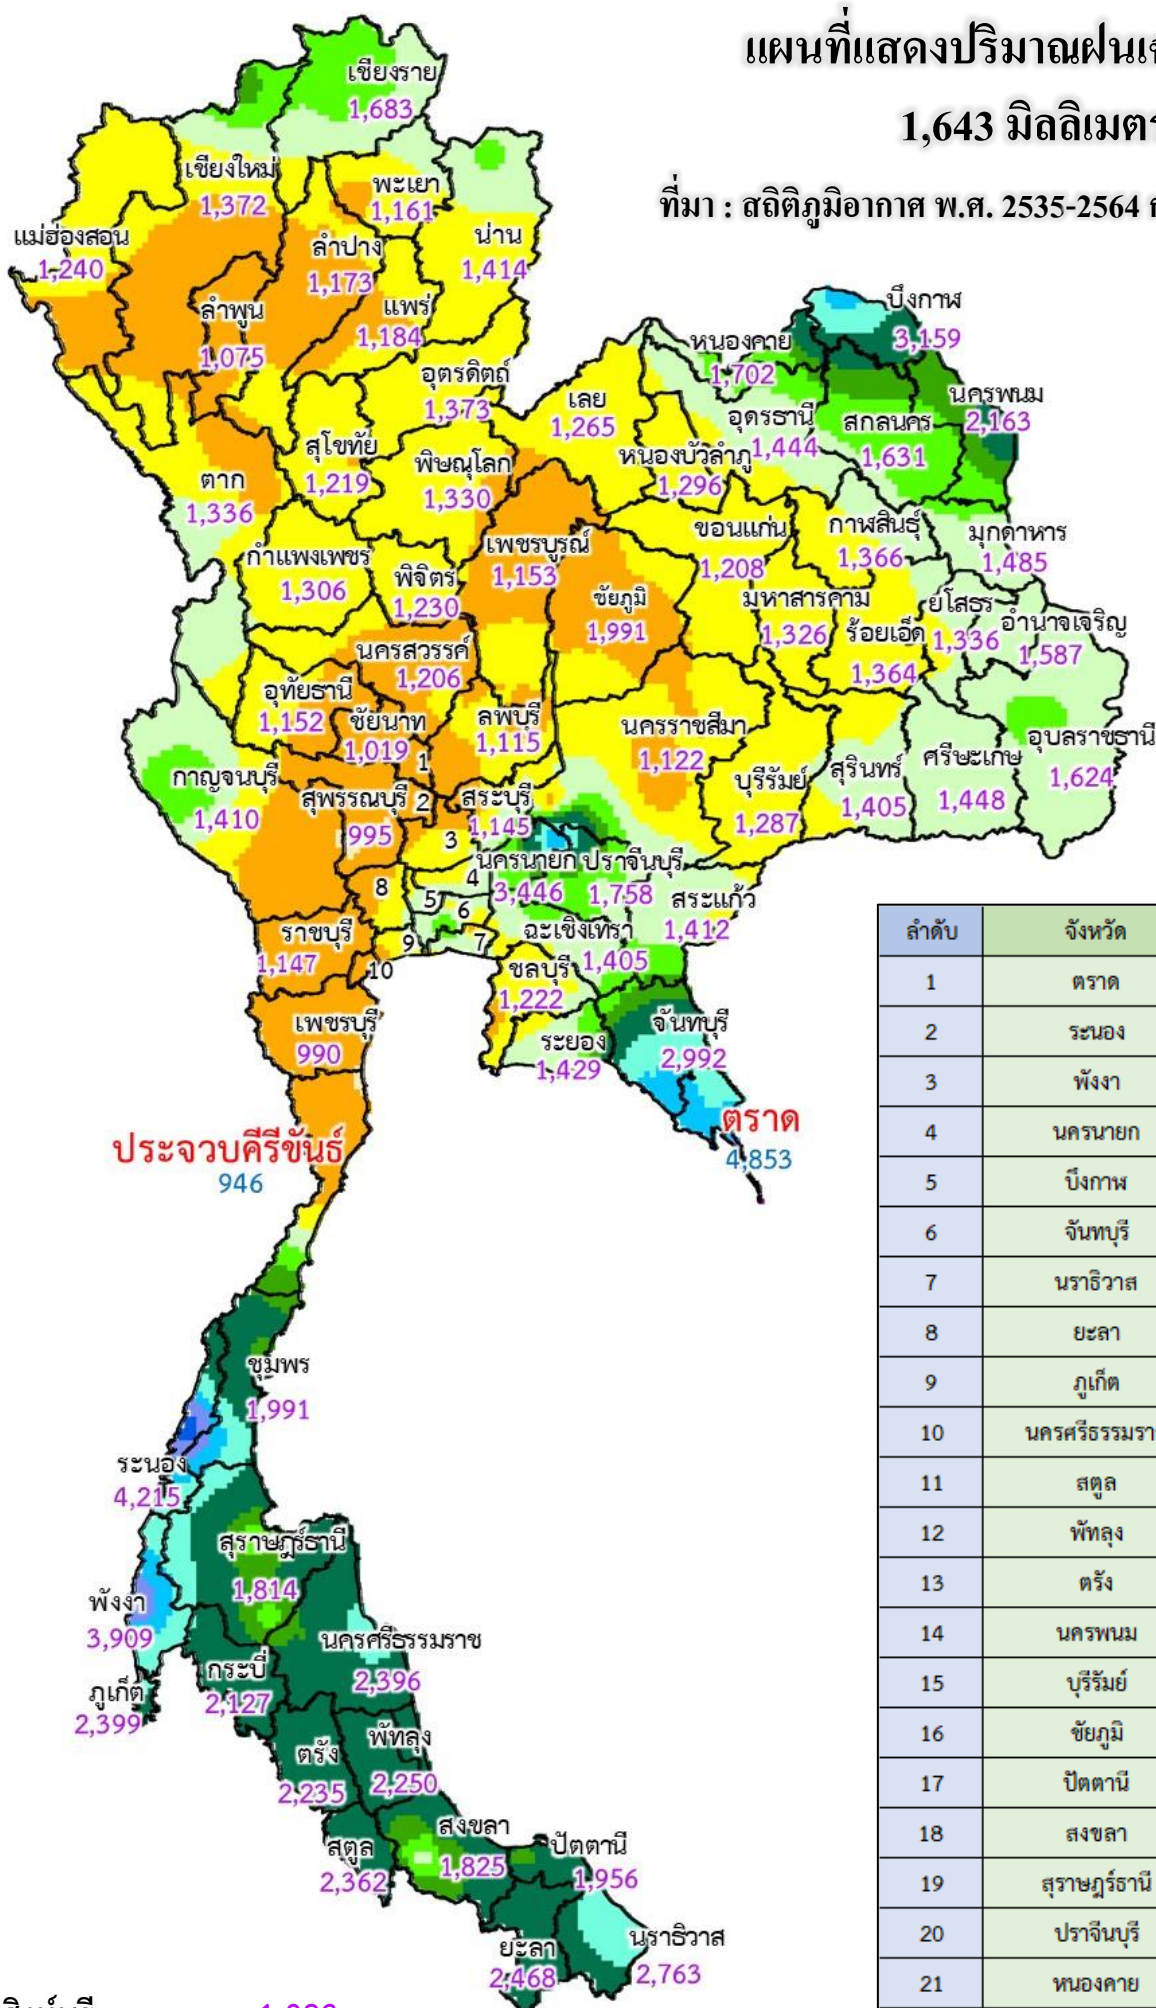 แผนที่แสดงปริมาณฝนเ
1,643 มิลลิเมตร
ที่มา : สถิติภูมิอากาศ พ.ศ. 2535-2564
เชียงราย
1,683
เชียงใหม่
1,372
พะเยา
1,161
แม่ฮ่องสอน
1,240
ลำปาง
1,173
น่าน
1,414
ลำพูน
1,075
แพร่
1,184
บึงกาฬ
3,159
หนองคาย
1,702
อุตรดิตถ์
1,373
เลย
1,265
อุดรธานี
1,444
สกลนคร
1,631
นครพนม
2,163
สุโขทัย
1,219
พิษณุโลก
1,330
หนองบัวลำภู
1,296
ตาก
1,336
กำแพงเพชร
1,306
พิจิตร
1,230
เพชรบูรณ์
1,153
ขอนแก่น
1,208
กาฬสินธุ์
1,366
มุกดาหาร
1,485
ชัยภูมิ
1,991
มหาสารคาม
1,326
ร้อยเอ็ด
1,364
ยโสธร
1,336
อำนาจเจริญ
1,587
นครสวรรค์
1,206
อุทัยธานี
1,152
ชัยนาท
1,019
ลพบุรี
1,115
นครราชสีมา
1,122
บุรีรัมย์
1,287
สุรินทร์
1,405
ศรีษะเกษ
1,448
อุบลราชธานี
1,624
กาญจนบุรี
1,410
สุพรรณบุรี
995
1
2
สระบุรี
1,145
3
นครนายก
3,446
ปราจีนบุรี
1,758
4
8
5
6
สระแก้ว
1,412
ราชบุรี
1,147
9
7
10
ฉะเชิงเทรา
1,405
ชลบุรี
1,222
เพชรบุรี
990
ระยอง
1,429
จันทบุรี
2,992
ประจวบคีรีขันธ์
946
ตราด
4,853
ชุมพร
1,991
ระนอง
4,215
สุราษฎร์ธานี
1,814
พังงา
3,909
นครศรีธรรมราช
2,396
กระบี่
2,127
ภูเก็ต
2,399
ตรัง
2,235
พัทลุง
2,250
สงขลา
1,825
สตูล
2,362
ปัตตานี
1,956
ยะลา
2,468
นราธิวาส
2,763
ลำดับ จังหวัด
1 ตราด
2 ระนอง
3 พังงา
4 นครนายก
5 บึงกาฬ
6 จันทบุรี
7 นราธิวาส
8 ยะลา
9 ภูเก็ต
10 นครศรีธรรมรา
11 สตูล
12 พัทลุง
13 ตรัง
14 นครพนม
15 บุรีรัมย์
16 ชัยภูมิ
17 ปัตตานี
18 สงขลา
19 สุราษฎร์ธานี
20 ปราจีนบุรี
21 หนองคาย